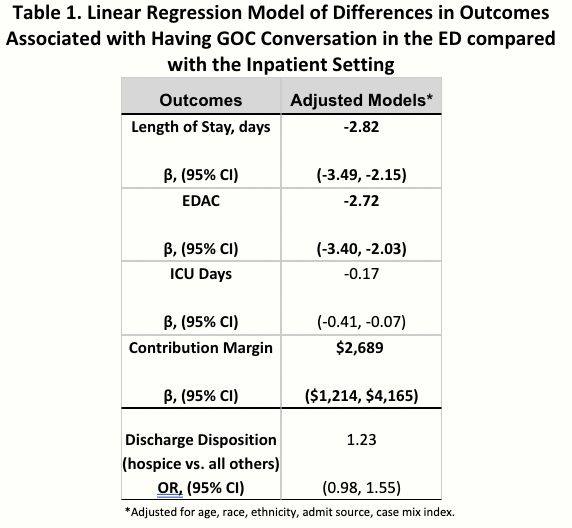 Table 1. Linear Regression Model of Differences in Outcomes
Associated with Having GOC Conversation in the ED compared
with the Inpatient Setting
Outcomes Adjusted Models*
Length of Stay, days -2.82
β, (95% CI) (-3.49, -2.15)
EDAC -2.72
β, (95% CI) (-3.40, -2.03)
ICU Days -0.17
β, (95% CI) (-0.41, -0.07)
Contribution Margin $2,689
β, (95% CI) ($1,214, $4,165)
Discharge Disposition 1.23
(hospice vs. all others)
OR, (95% CI) (0.98, 1.55)
*Adjusted for age, race, ethnicity, admit source, case mix index.